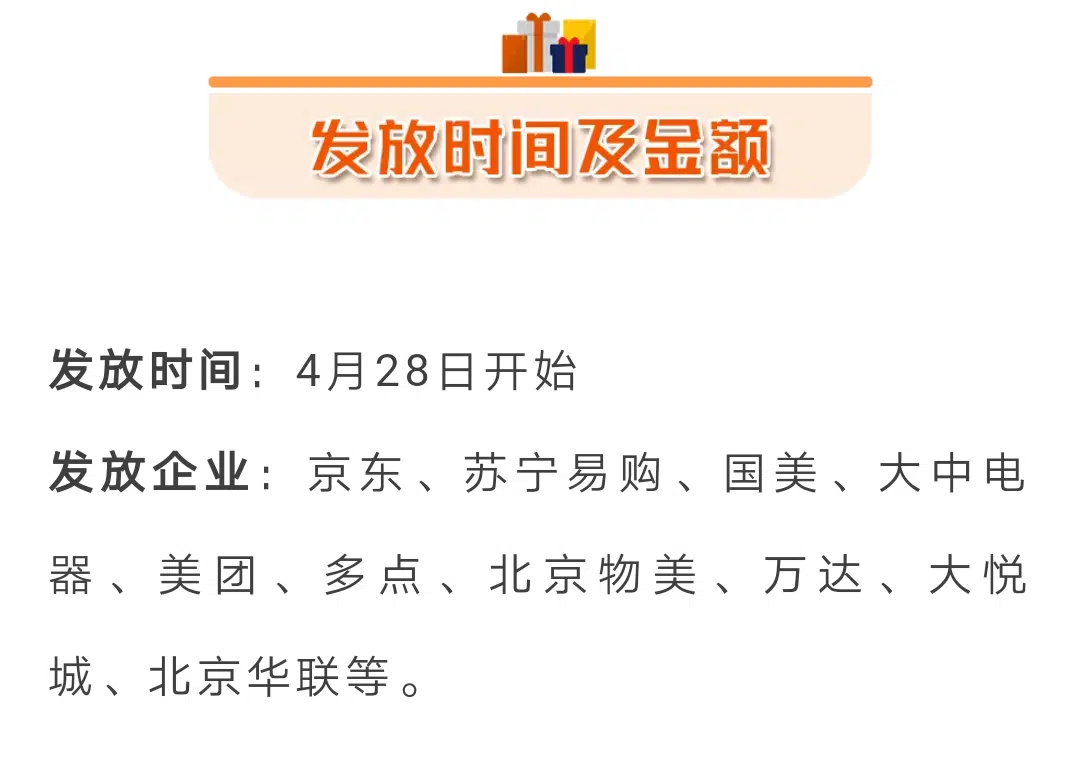 发放时间及金额
发放时间：4月28日开始
发放企业：京东、苏宁易购、国美、大中电
器、美团、多点、北京物美、万达、大悦
城、北京华联等。